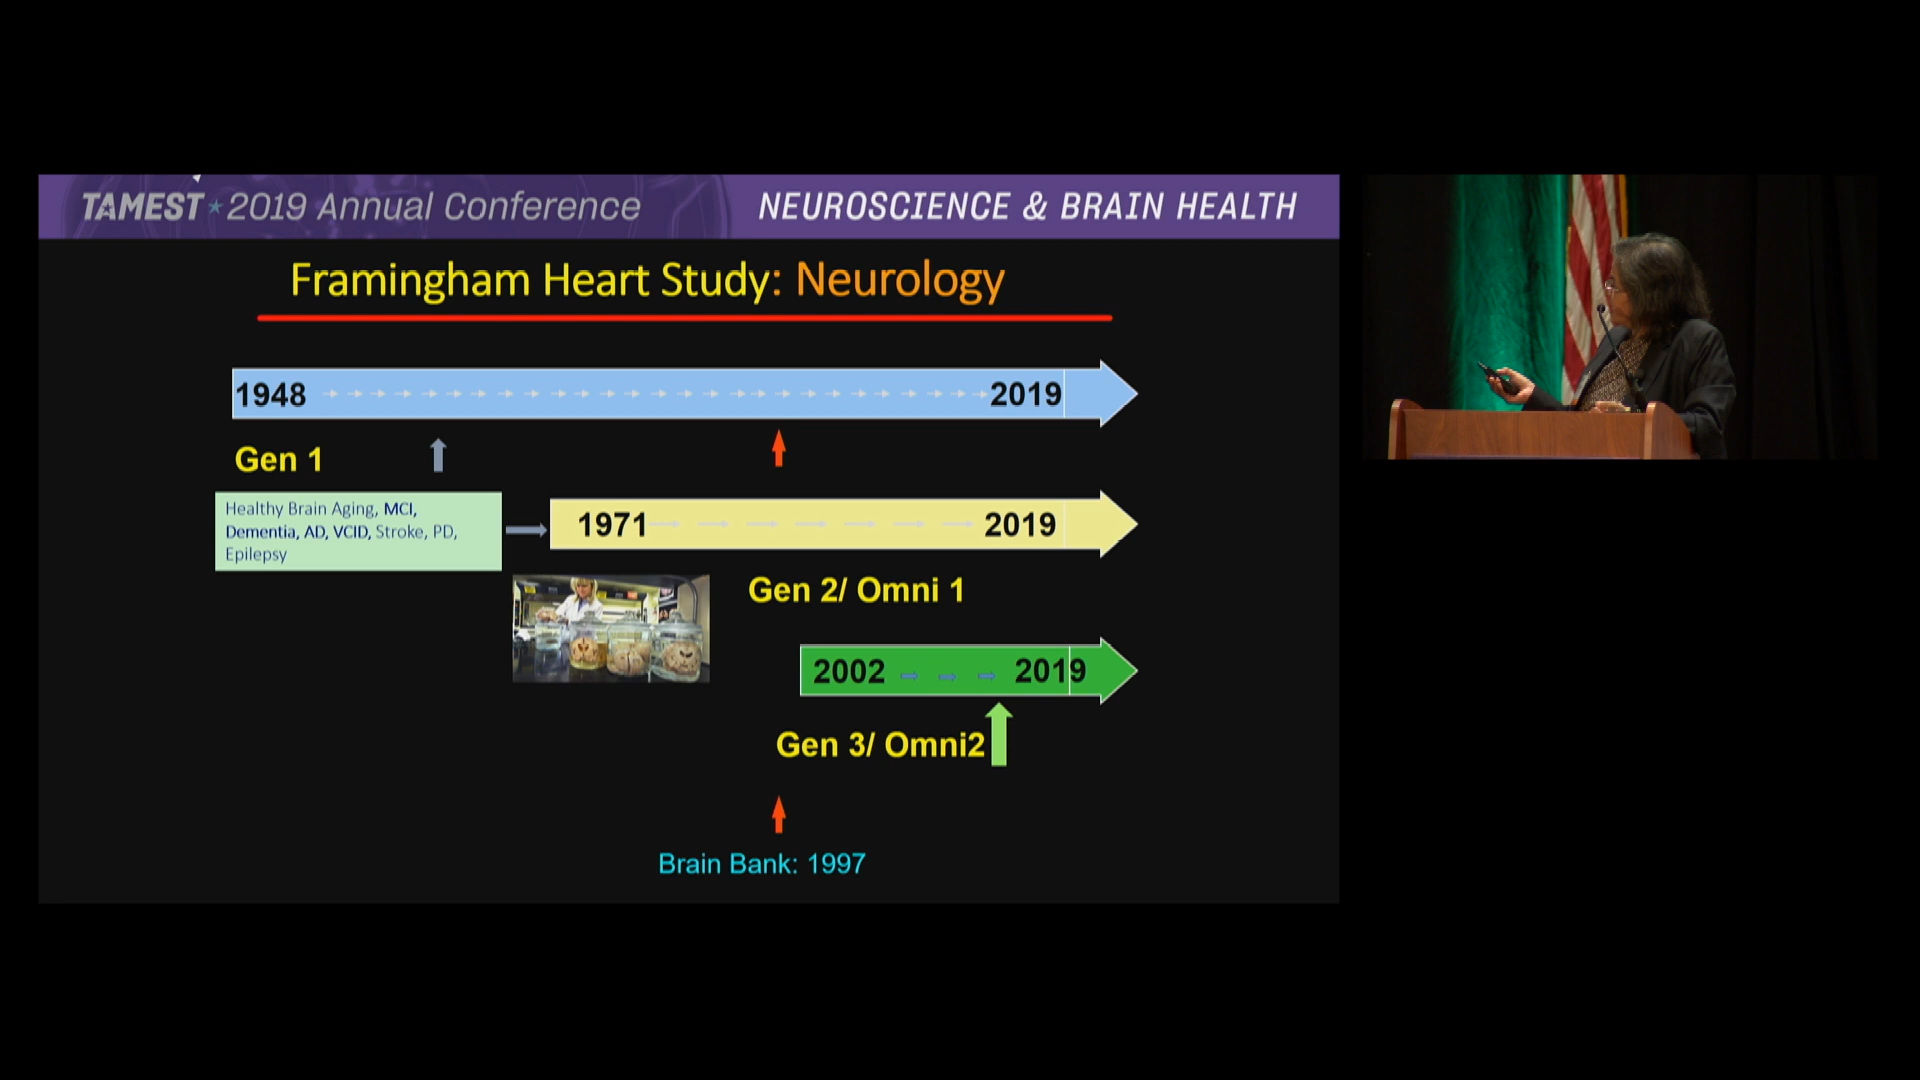 TAMEST★2019 Annual Conference
NEUROSCIENCE & BRAIN HEALTH
Framingham Heart Study: Neurology
1948 2019
Gen 1
Healthy Brain Aging, MCI,
Dementia, AD, VCID, Stroke, PD,
Epilepsy
1971 2019
Gen 2/ Omni 1
2002 2019
Gen 3/ Omni2
Brain Bank: 1997